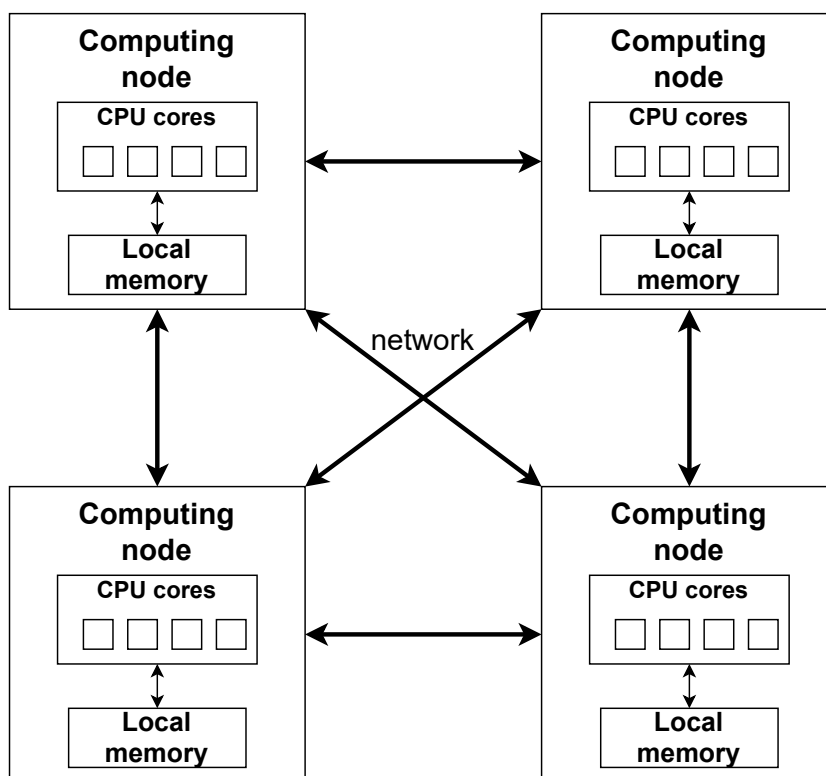 Computing
node
CPU cores
Local
memory
Computing
node
CPU cores
Local
memory
network
Computing
node
CPU cores
Local
memory
Computing
node
CPU cores
Local
memory